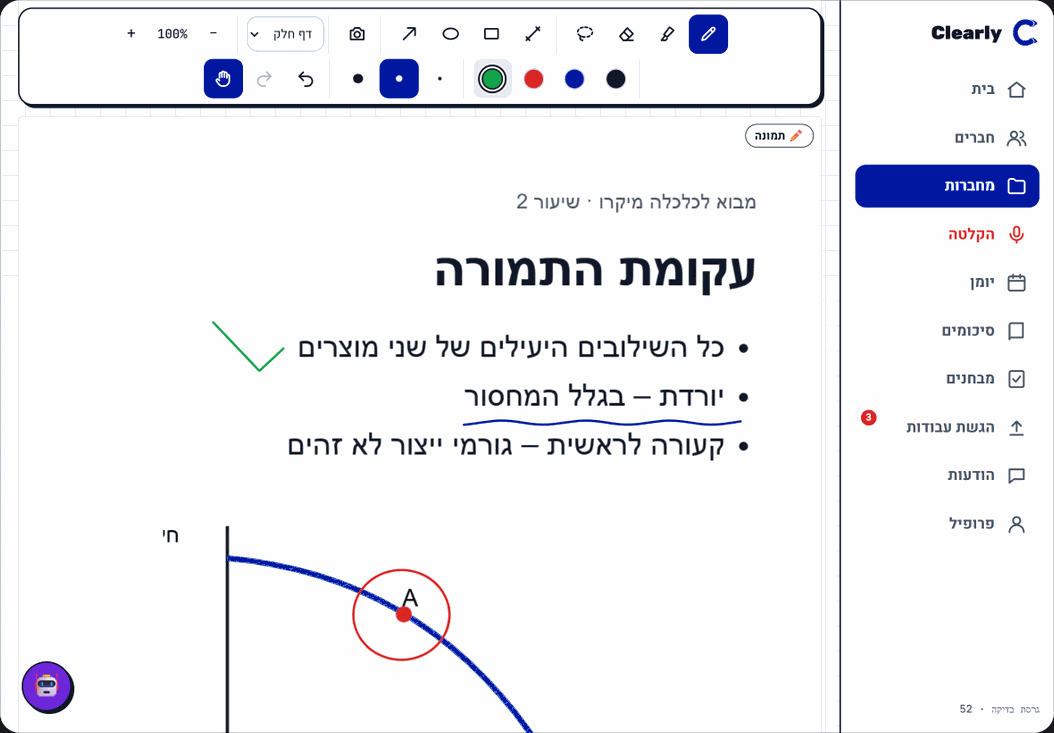 Clearly
בית
חברים
מחברות
הקלטה
יומן
סיכומים
מבחנים
הגשת עבודות
3
הודעות
פרופיל
גרסת בדיקה · 52
דף חלק
− 100% +
תמונה
מבוא לכלכלה מיקרו · שיעור 2
עקומת התמורה
• כל השילובים היעילים של שני מוצרים
• יורדת – בגלל המחסור
• קעורה לראשית – גורמי ייצור לא זהים
חי
A